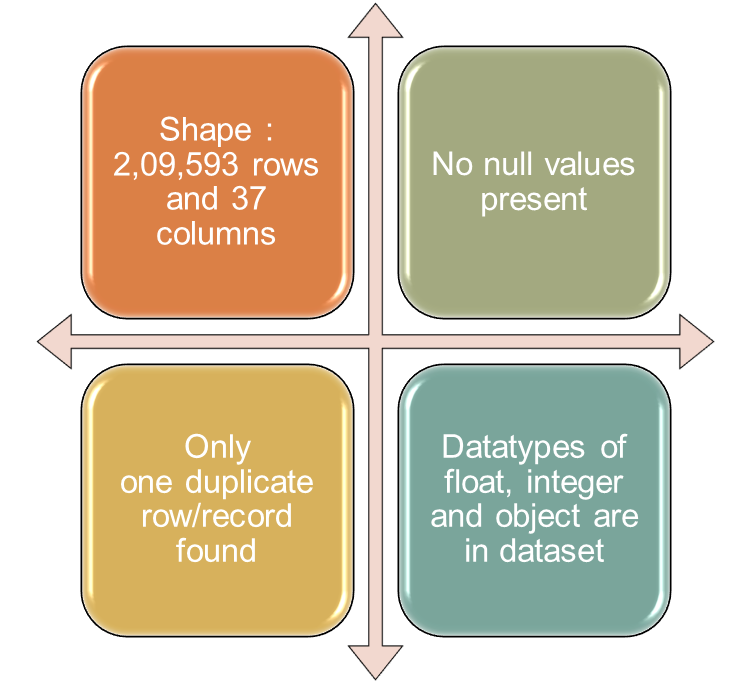 Shape :
2,09,593 rows
and 37
columns
No null values
present
Only
one duplicate
row/record
found
Datatypes of
float, integer
and object are
in dataset